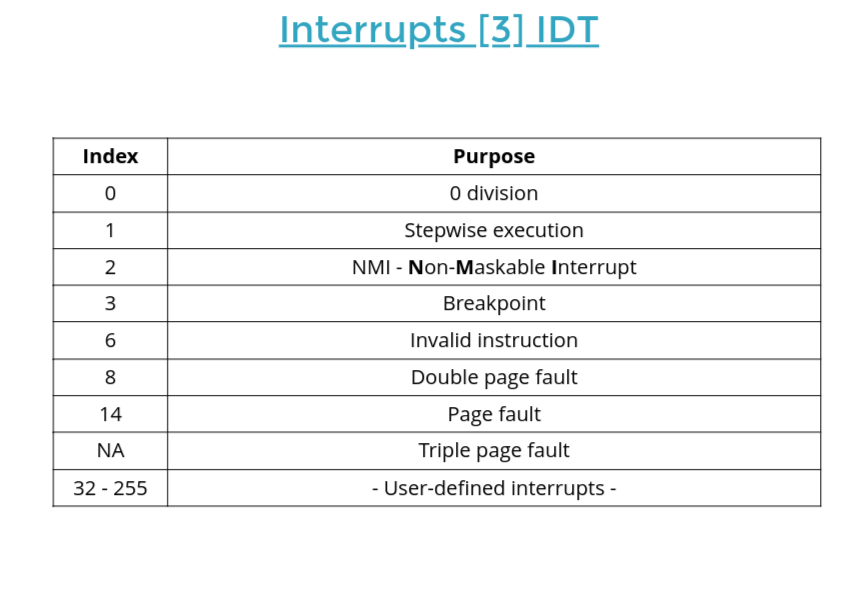 Interrupts [3] IDT
Index Purpose
0 0 division
1 Stepwise execution
2 NMI - Non-Maskable Interrupt
3 Breakpoint
6 Invalid instruction
8 Double page fault
14 Page fault
NA Triple page fault
32 - 255 - User-defined interrupts -